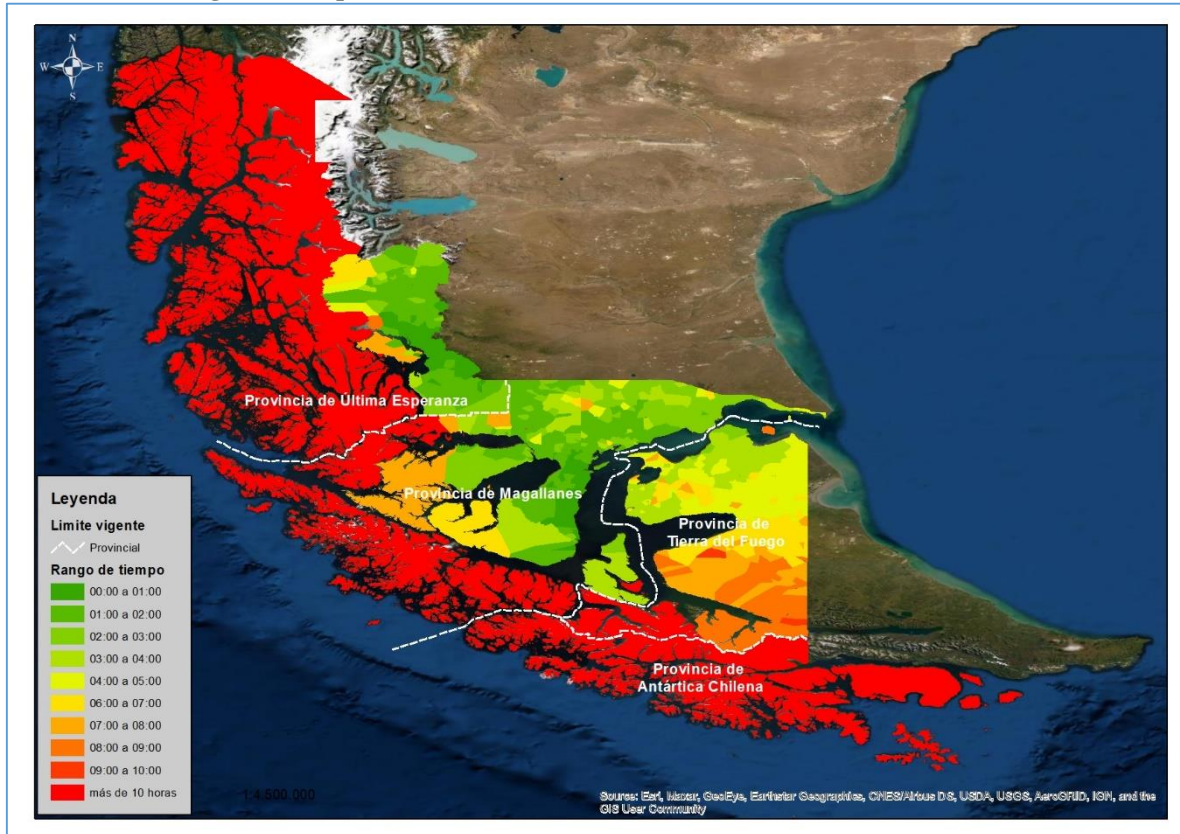 N
W E
S
Provincia de Última Esperanza
Provincia de Magallanes
Provincia de
Tierra del Fuego
Provincia de
Antártica Chilena
Leyenda
Limite vigente
Provincial
Rango de tiempo
00:00 a 01:00
01:00 a 02:00
02:00 a 03:00
03:00 a 04:00
04:00 a 05:00
06:00 a 07:00
07:00 a 08:00
08:00 a 09:00
09:00 a 10:00
más de 10 horas
1:4.500.000
Source: Esri, Maxar, GeoEye, Earthstar Geographics, CNES/Airbus DS, USDA, USGS, AeroGRID, IGN, and the
GIS User Community